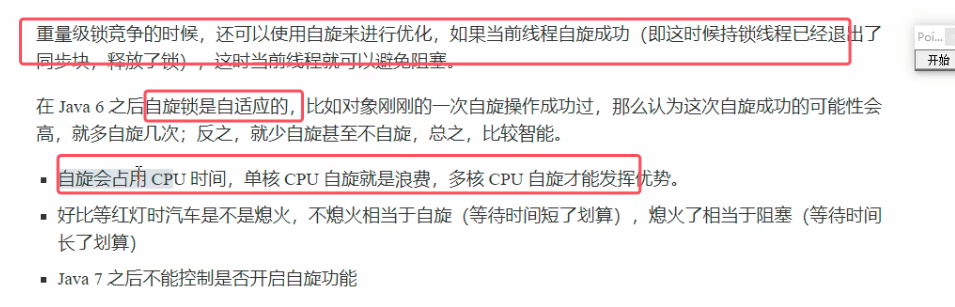 重量级锁竞争的时候，还可以使用自旋来进行优化，如果当前线程自旋成功（即这时候持锁线程已经退出了
同步块，释放了锁），这时当前线程就可以避免阻塞。
在 Java 6 之后自旋锁是自适应的，比如对象刚刚的一次自旋操作成功过，那么认为这次自旋成功的可能性会
高，就多自旋几次；反之，就少自旋甚至不自旋，总之，比较智能。
自旋会占用 CPU 时间，单核 CPU 自旋就是浪费，多核 CPU 自旋才能发挥优势。
好比等红灯时汽车是不是熄火，不熄火相当于自旋（等待时间短了划算），熄火了相当于阻塞（等待时间
长了划算）
Java 7 之后不能控制是否开启自旋功能
Poi...
开始